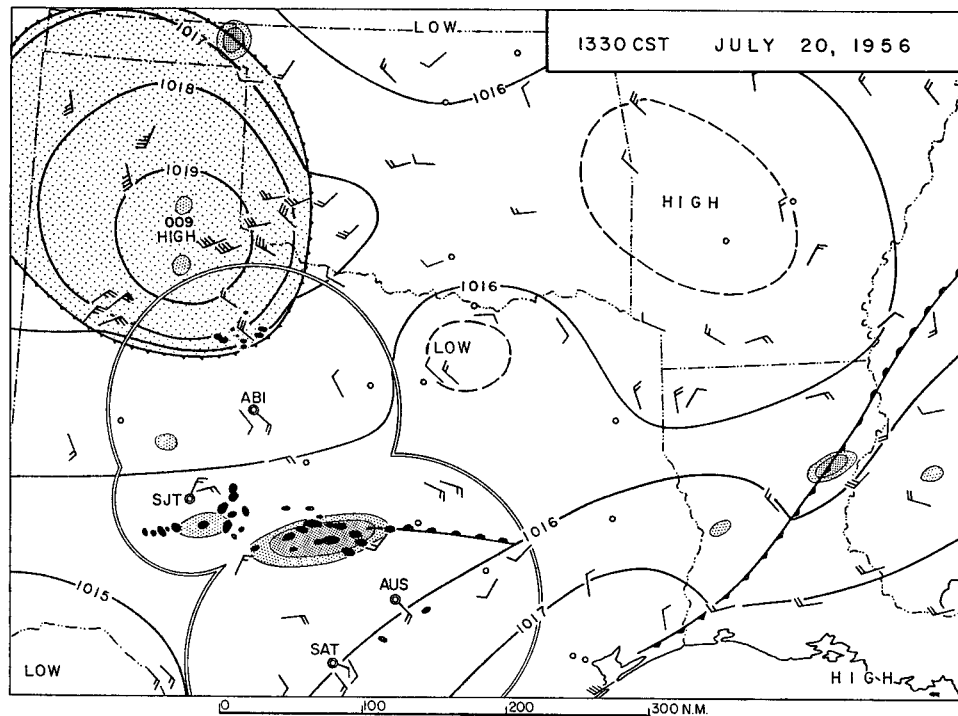 1330 CST JULY 20, 1956
LOW
1017
1016
1018
1019
009
HIGH
HIGH
1016
LOW
ABI
SJT
1016
AUS
1015
1017
SAT
LOW
HIGH
0 100 200 300 N.M.